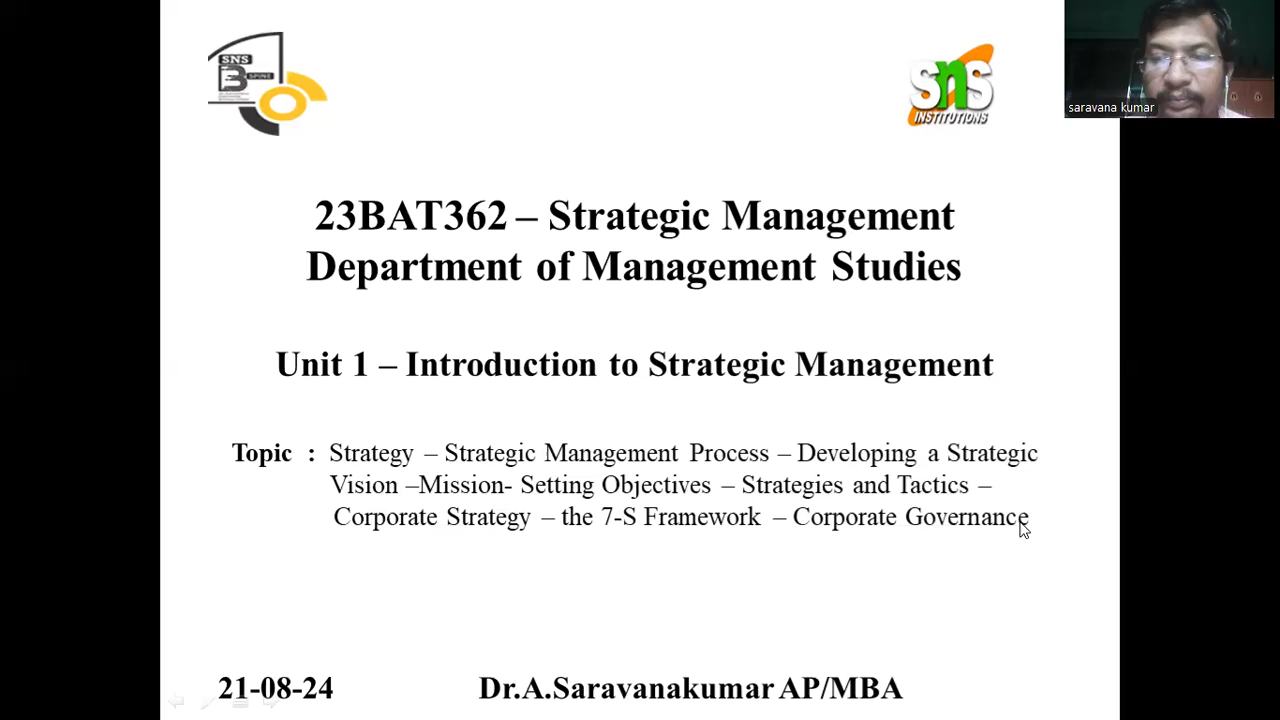 SNS
B SPINE
SNS
INSTITUTIONS
saravana kumar
23BAT362 – Strategic Management
Department of Management Studies
Unit 1 – Introduction to Strategic Management
Topic : Strategy – Strategic Management Process – Developing a Strategic
Vision –Mission- Setting Objectives – Strategies and Tactics –
Corporate Strategy – the 7-S Framework – Corporate Governance
21-08-24 Dr.A.Saravanakumar AP/MBA